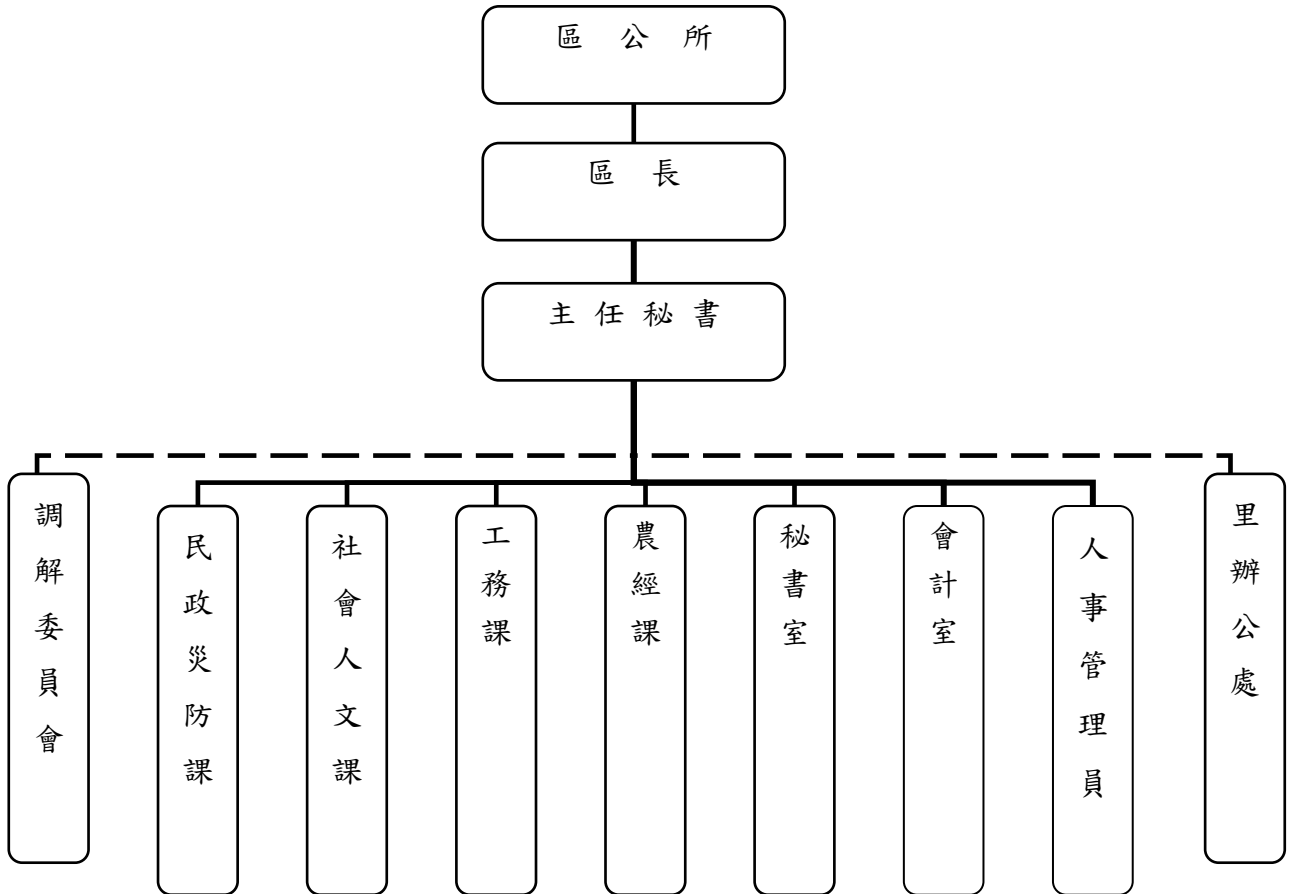 區公所
區長
主任秘書
調解委員會
民政災防課
社會人文課
工務課
農經課
秘書室
會計室
人事管理員
里辦公處